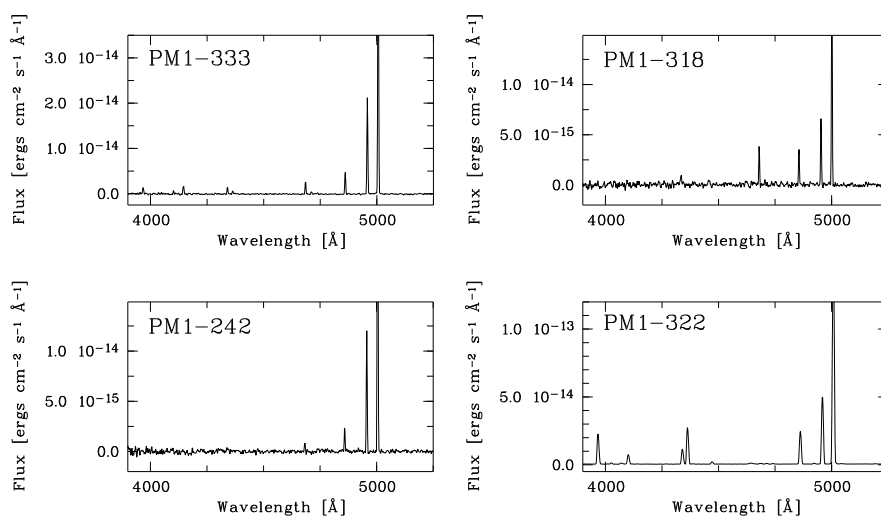 PM1−333
3.0 10⁻¹⁴
2.0 10⁻¹⁴
1.0 10⁻¹⁴
0.0
Flux [ergs cm⁻² s⁻¹ Å⁻¹]
4000
5000
Wavelength [Å]
PM1−318
1.0 10⁻¹⁴
5.0 10⁻¹⁵
0.0
Flux [ergs cm⁻² s⁻¹ Å⁻¹]
4000
5000
Wavelength [Å]
PM1−242
1.0 10⁻¹⁴
5.0 10⁻¹⁵
0.0
Flux [ergs cm⁻² s⁻¹ Å⁻¹]
4000
5000
Wavelength [Å]
PM1−322
1.0 10⁻¹³
5.0 10⁻¹⁴
0.0
Flux [ergs cm⁻² s⁻¹ Å⁻¹]
4000
5000
Wavelength [Å]